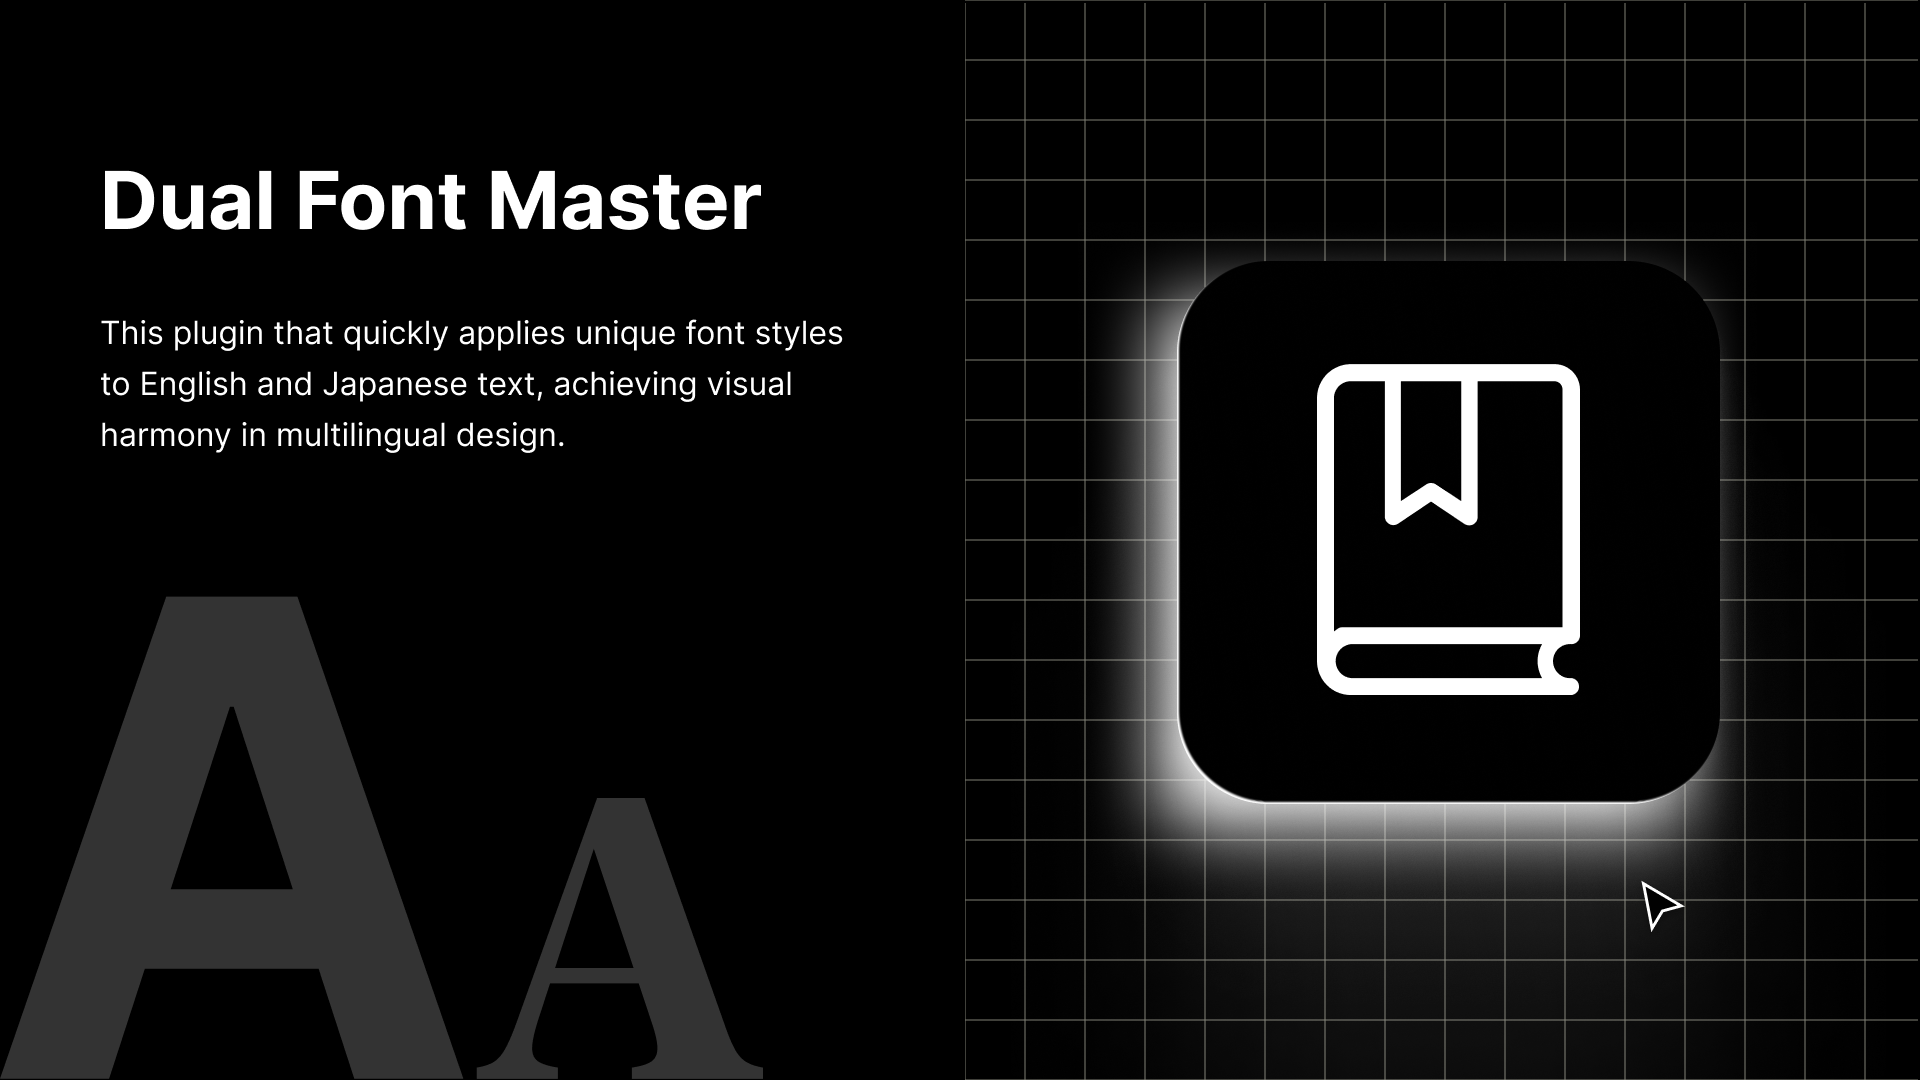 Dual Font Master
This plugin that quickly applies unique font styles
to English and Japanese text, achieving visual
harmony in multilingual design.
A A